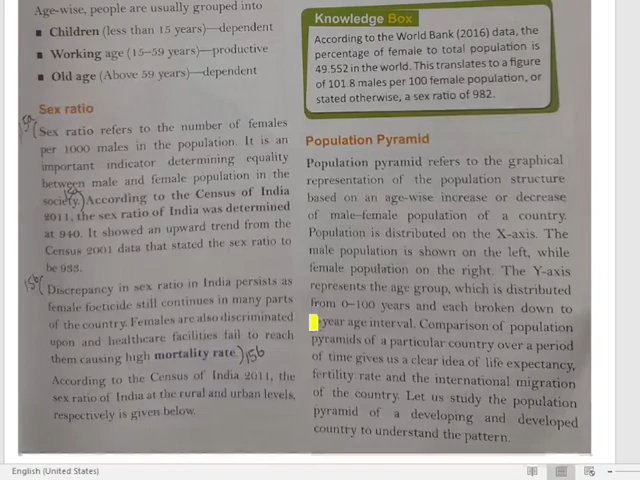 Age-wise, people are usually grouped into
• Children (less than 15 years)—dependent
• Working age (15–59 years)—productive
• Old age (Above 59 years)—dependent
Sex ratio
Sex ratio refers to the number of females
per 1000 males in the population. It is an
important indicator determining equality
between male and female population in the
society.) According to the Census of India
2011, the sex ratio of India was determined
at 940. It showed an upward trend from the
Census 2001 data that stated the sex ratio to
be 933.
15b
(Discrepancy in sex ratio in India persists as
female foeticide still continues in many parts
of the country. Females are also discriminated
upon and healthcare facilities fail to reach
them causing high mortality rate.)15b
According to the Census of India 2011, the
sex ratio of India at the rural and urban levels,
respectively is given below.
Knowledge Box
According to the World Bank (2016) data, the
percentage of female to total population is
49.552 in the world. This translates to a figure
of 101.8 males per 100 female population, or
stated otherwise, a sex ratio of 982.
Population Pyramid
Population pyramid refers to the graphical
representation of the population structure
based on an age-wise increase or decrease
of male-female population of a country.
Population is distributed on the X-axis. The
male population is shown on the left, while
female population on the right. The Y-axis
represents the age group, which is distributed
from 0–100 years and each broken down to
year age interval. Comparison of population
pyramids of a particular country over a period
of time gives us a clear idea of life expectancy,
fertility rate and the international migration
of the country. Let us study the population
pyramid of a developing and developed
country to understand the pattern.
English (United States)